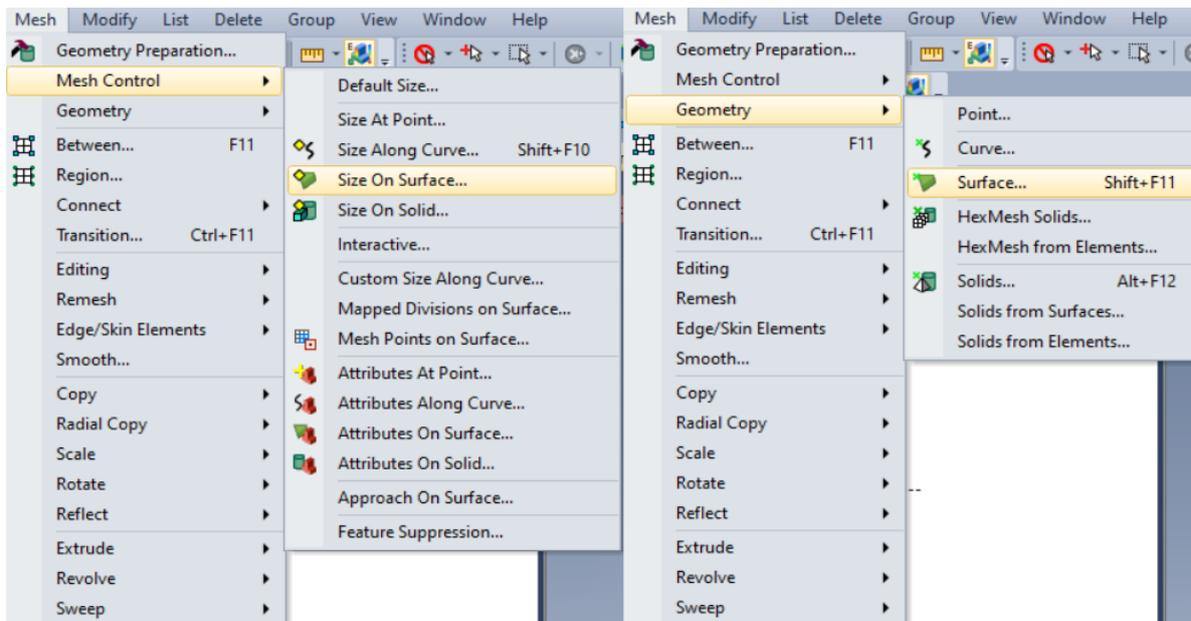 Mesh Modify List Delete Group View Window Help
Geometry Preparation...
Mesh Control
Geometry
Between... F11
Region...
Connect
Transition... Ctrl+F11
Editing
Remesh
Edge/Skin Elements
Smooth...
Copy
Radial Copy
Scale
Rotate
Reflect
Extrude
Revolve
Sweep
Default Size...
Size At Point...
Size Along Curve... Shift+F10
Size On Surface...
Size On Solid...
Interactive...
Custom Size Along Curve...
Mapped Divisions on Surface...
Mesh Points on Surface...
Attributes At Point...
Attributes Along Curve...
Attributes On Surface...
Attributes On Solid...
Approach On Surface...
Feature Suppression...
Mesh Modify List Delete Group View Window Help
Geometry Preparation...
Mesh Control
Geometry
Between... F11
Region...
Connect
Transition... Ctrl+F11
Editing
Remesh
Edge/Skin Elements
Smooth...
Copy
Radial Copy
Scale
Rotate
Reflect
Extrude
Revolve
Sweep
Point...
Curve...
Surface... Shift+F11
HexMesh Solids...
HexMesh from Elements...
Solids... Alt+F12
Solids from Surfaces...
Solids from Elements...